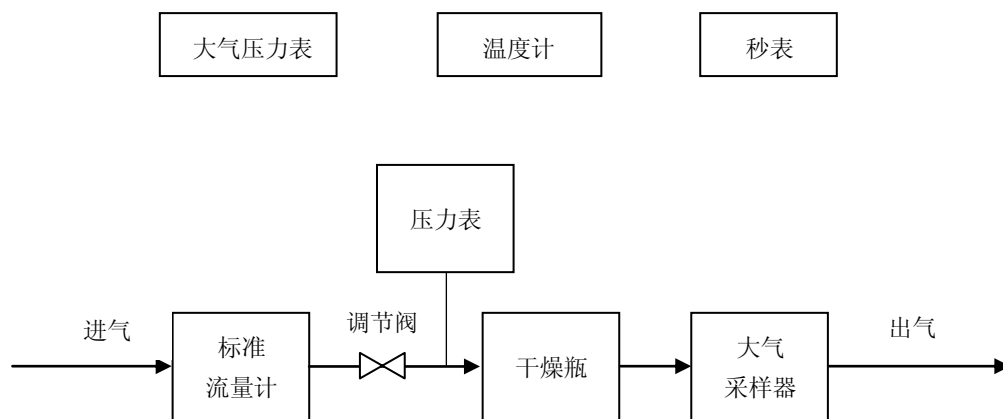 大气压力表
温度计
秒表
压力表
进气
标准
流量计
调节阀
干燥瓶
大气
采样器
出气